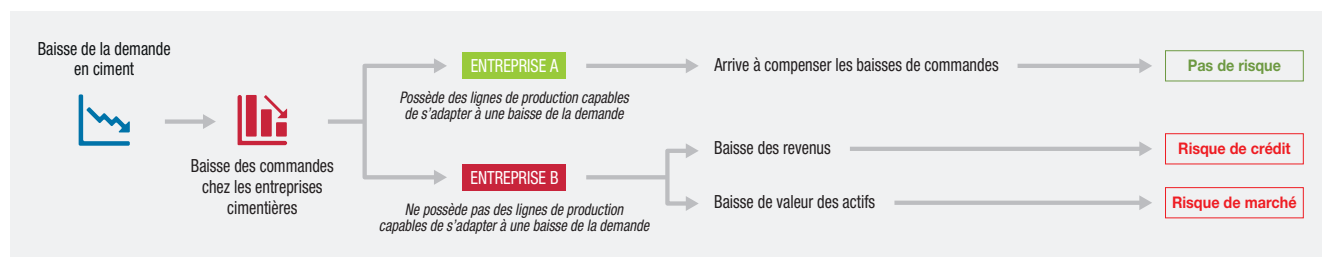 Baisse de la demande
en ciment
Baisse des commandes
chez les entreprises
cimentières
ENTREPRISE A
Possède des lignes de production capables
de s'adapter à une baisse de la demande
Arrive à compenser les baisses de commandes
Pas de risque
ENTREPRISE B
Ne possède pas des lignes de production
capables de s'adapter à une baisse de la demande
Baisse des revenus
Risque de crédit
Baisse de valeur des actifs
Risque de marché